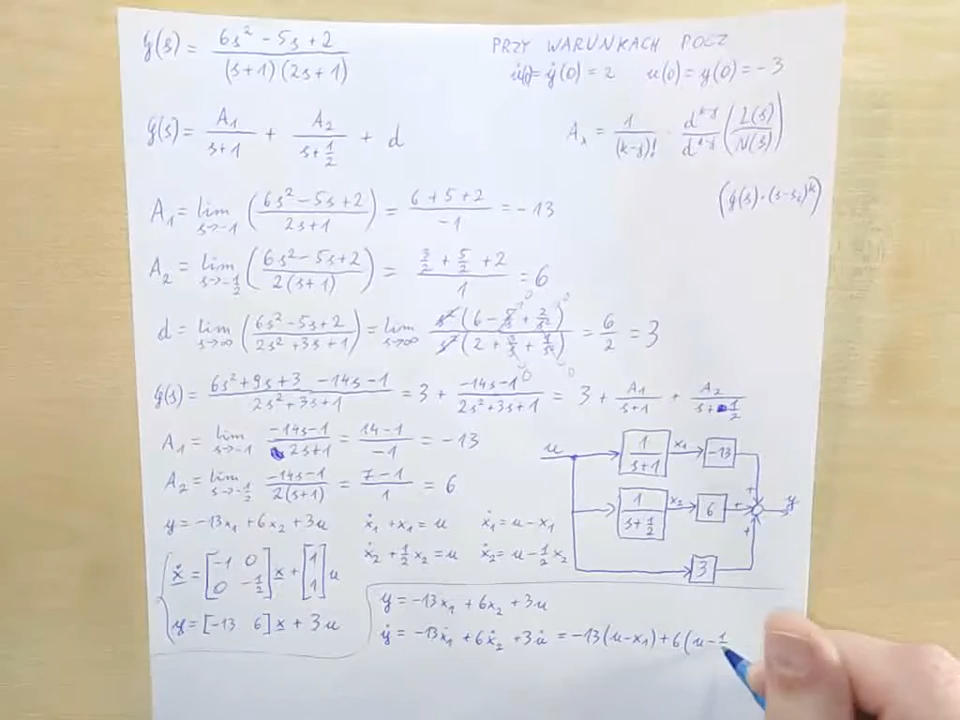 g(s) = (6s² - 5s + 2) / ((s+1)(2s+1))
PRZY WARUNKACH POCZ
u̇(0) = ẏ(0) = 2 u(0) = y(0) = -3
g(s) = A₁/(s+1) + A₂/(s+1/2) + d
1/(k-j)! · d^(k-j)/d^(k-j) (L(s)/N(s))
(g(s)·(s-sᵢ)^k)
A₁ = lim s→-1 ((6s²-5s+2)/(2s+1)) = (6+5+2)/(-1) = -13
A₂ = lim s→-1/2 ((6s²-5s+2)/(2(s+1))) = (3/2 + 5/2 + 2)/1 = 6
d = lim s→∞ ((6s²-5s+2)/(2s²+3s+1)) = lim s→∞ (s²(6 - 5/s + 2/s²))/(s²(2 + 3/s + 1/s²)) = 6/2 = 3
g(s) = (6s²+9s+3 -14s-1)/(2s²+3s+1) = 3 + (-14s-1)/(2s²+3s+1) = 3 + A₁/(s+1) + A₂/(s+1/2)
A₁ = lim s→-1 (-14s-1)/(2s+1) = (14-1)/(-1) = -13
A₂ = lim s→-1/2 (-14s-1)/(2(s+1)) = (7-1)/1 = 6
u 1/(s+1) x₁ -13 +
1/(s+1/2) x₂ 6 + y
3 +
y = -13x₁ + 6x₂ + 3u ẋ₁ + x₁ = u ẋ₁ = u - x₁
ẋ₂ + 1/2 x₂ = u ẋ₂ = u - 1/2 x₂
ẋ = [-1 0; 0 -1/2] x + [1; 1] u
y = [-13 6] x + 3u
y = -13x₁ + 6x₂ + 3u
ẏ = -13ẋ₁ + 6ẋ₂ + 3u̇ = -13(u-x₁) + 6(u - 1/2